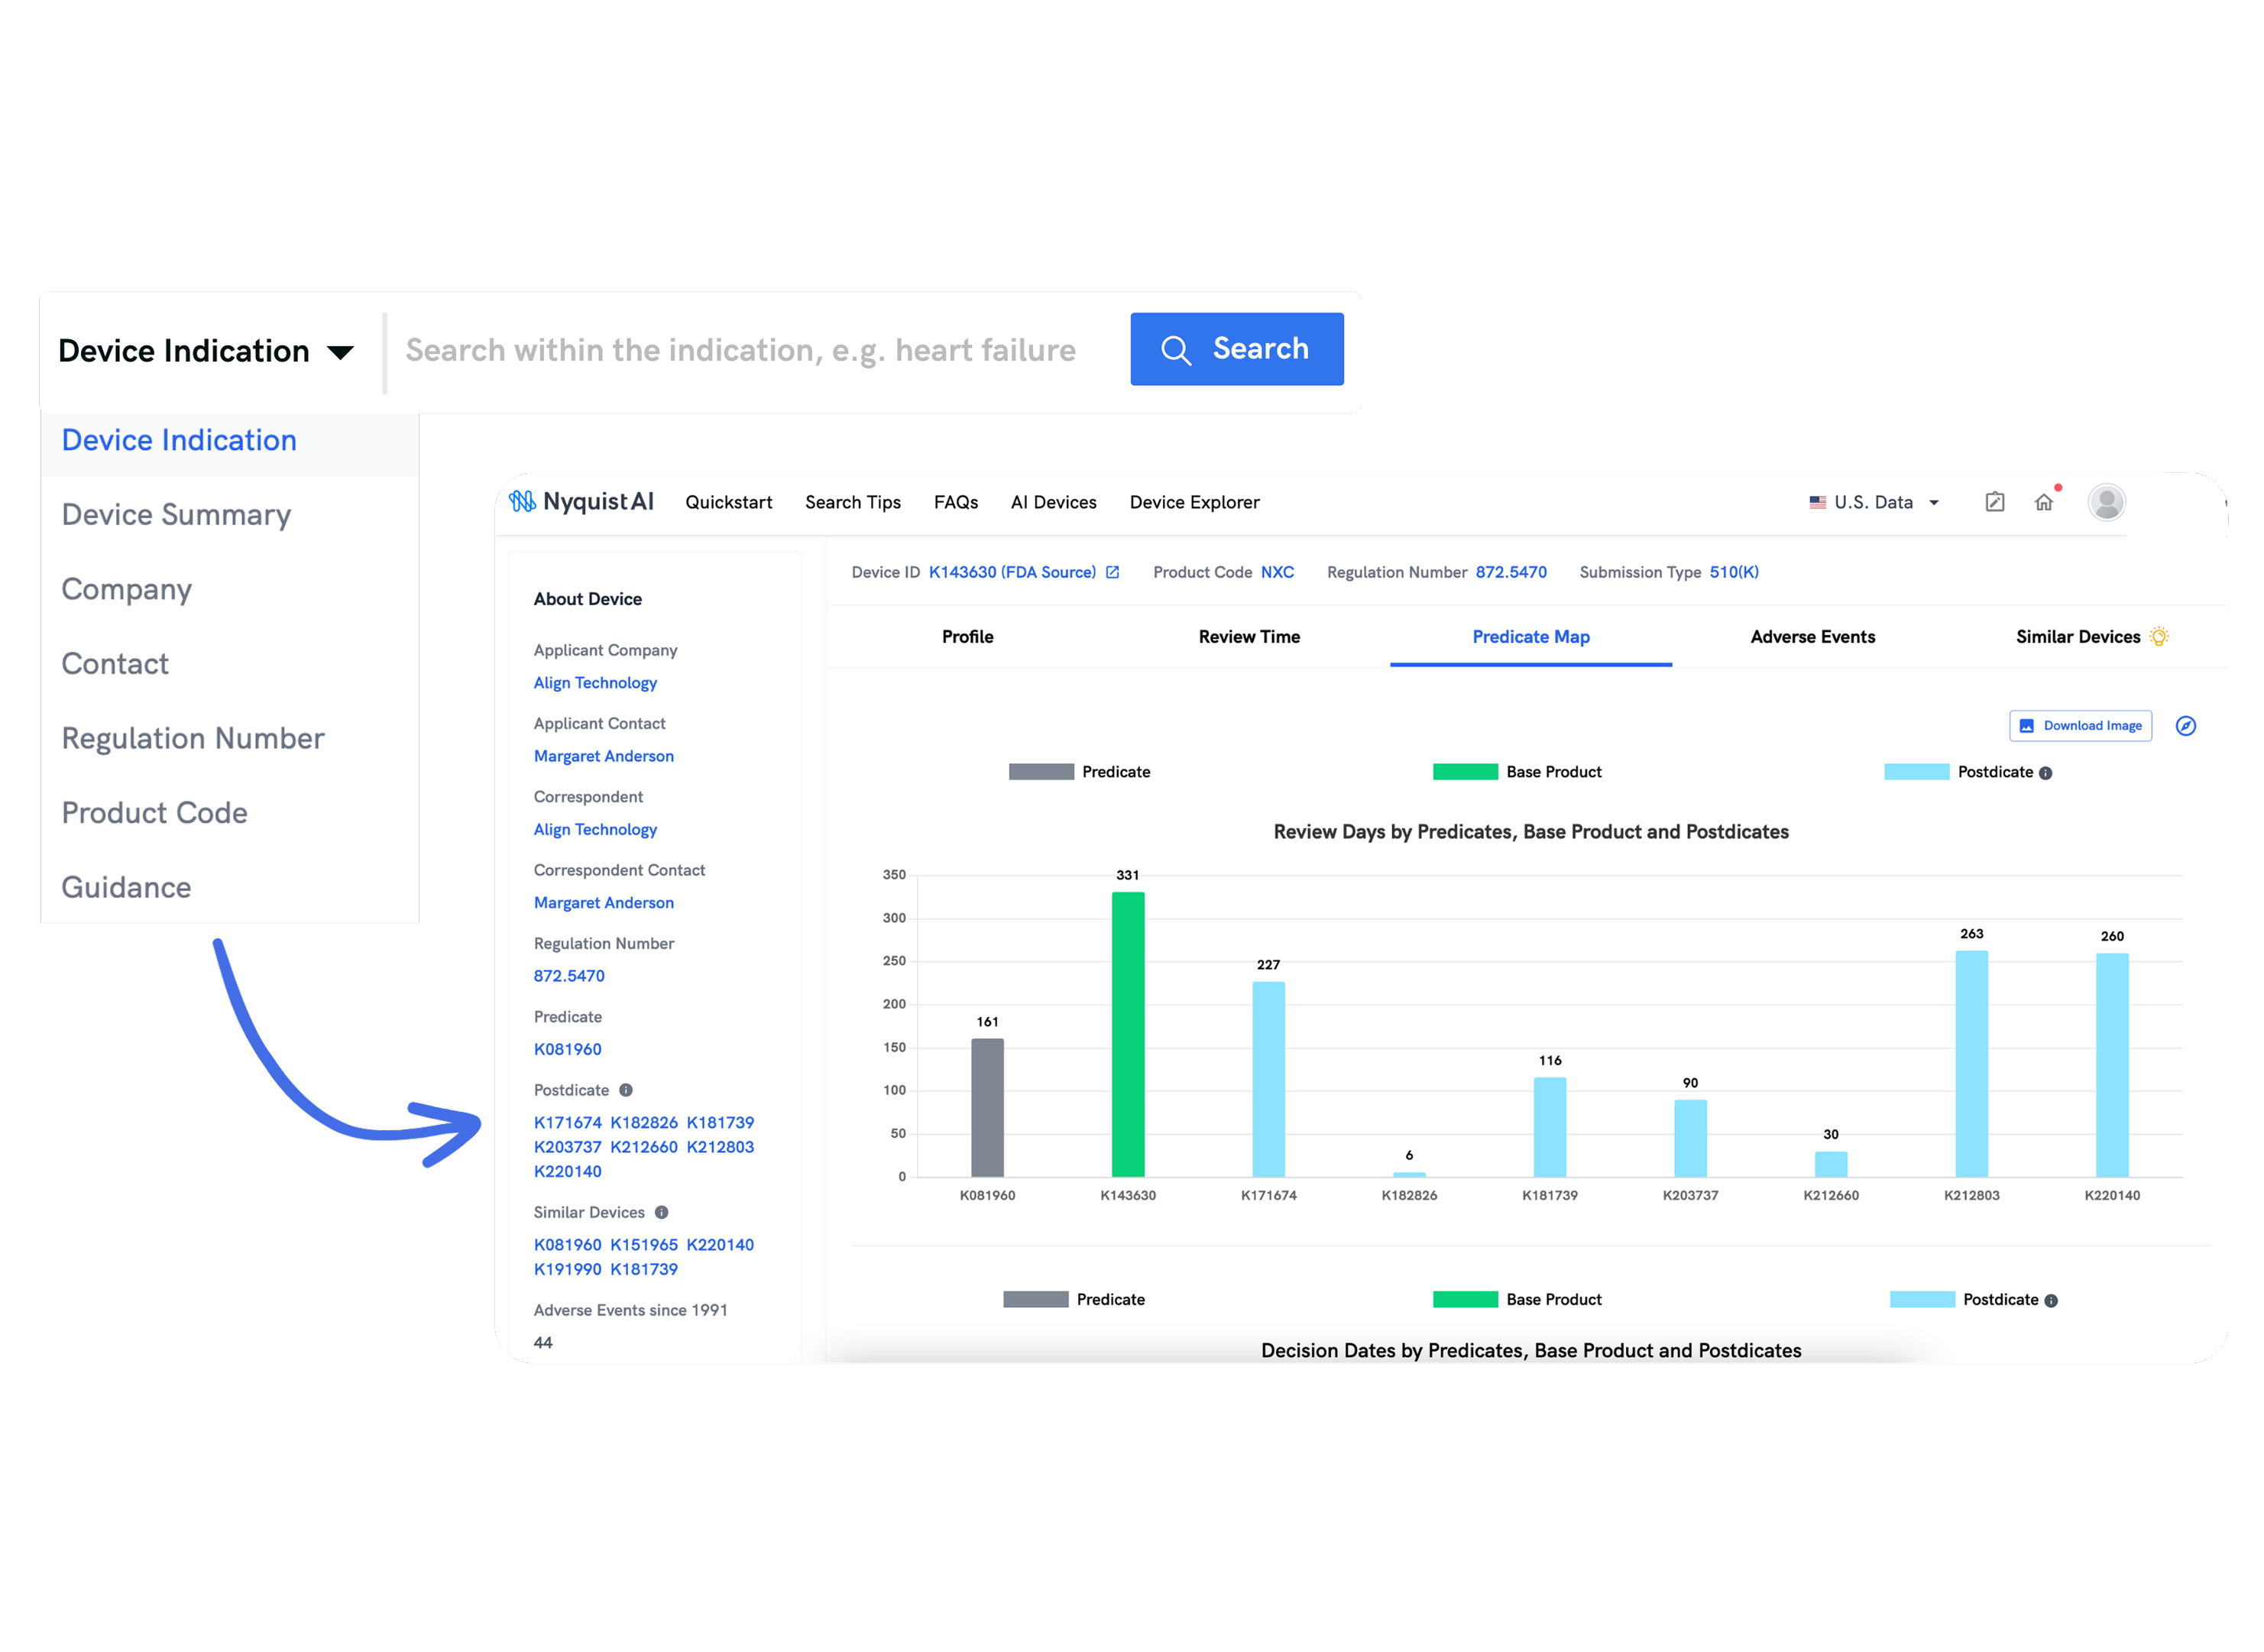 Device Indication
Search within the indication, e.g. heart failure
Search
Device Indication
Device Summary
Company
Contact
Regulation Number
Product Code
Guidance
Nyquist AI Quickstart Search Tips FAQs AI Devices Device Explorer U.S. Data
About Device
Applicant Company
Align Technology
Applicant Contact
Margaret Anderson
Correspondent
Align Technology
Correspondent Contact
Margaret Anderson
Regulation Number
872.5470
Predicate
K081960
Postdicate
K171674 K182826 K181739
K203737 K212660 K212803
K220140
Similar Devices
K081960 K151965 K220140
K191990 K181739
Adverse Events since 1991
44
Device ID K143630 (FDA Source) Product Code NXC Regulation Number 872.5470 Submission Type 510(K)
Profile Review Time Predicate Map Adverse Events Similar Devices
Download Image
Predicate Base Product Postdicate
Review Days by Predicates, Base Product and Postdicates
350
300
250
200
150
100
50
0
161 331 227 6 116 90 30 263 260
K081960 K143630 K171674 K182826 K181739 K203737 K212660 K212803 K220140
Predicate Base Product Postdicate
Decision Dates by Predicates, Base Product and Postdicates